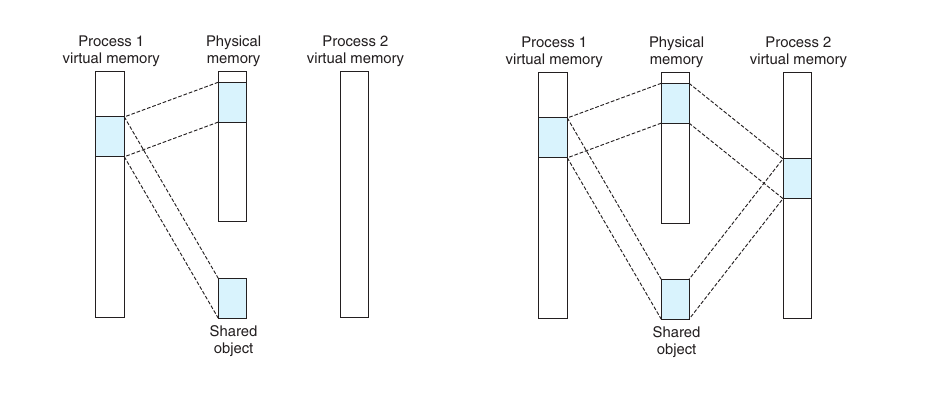 Process 1
virtual memory
Physical
memory
Process 2
virtual memory
Shared
object
Process 1
virtual memory
Physical
memory
Process 2
virtual memory
Shared
object